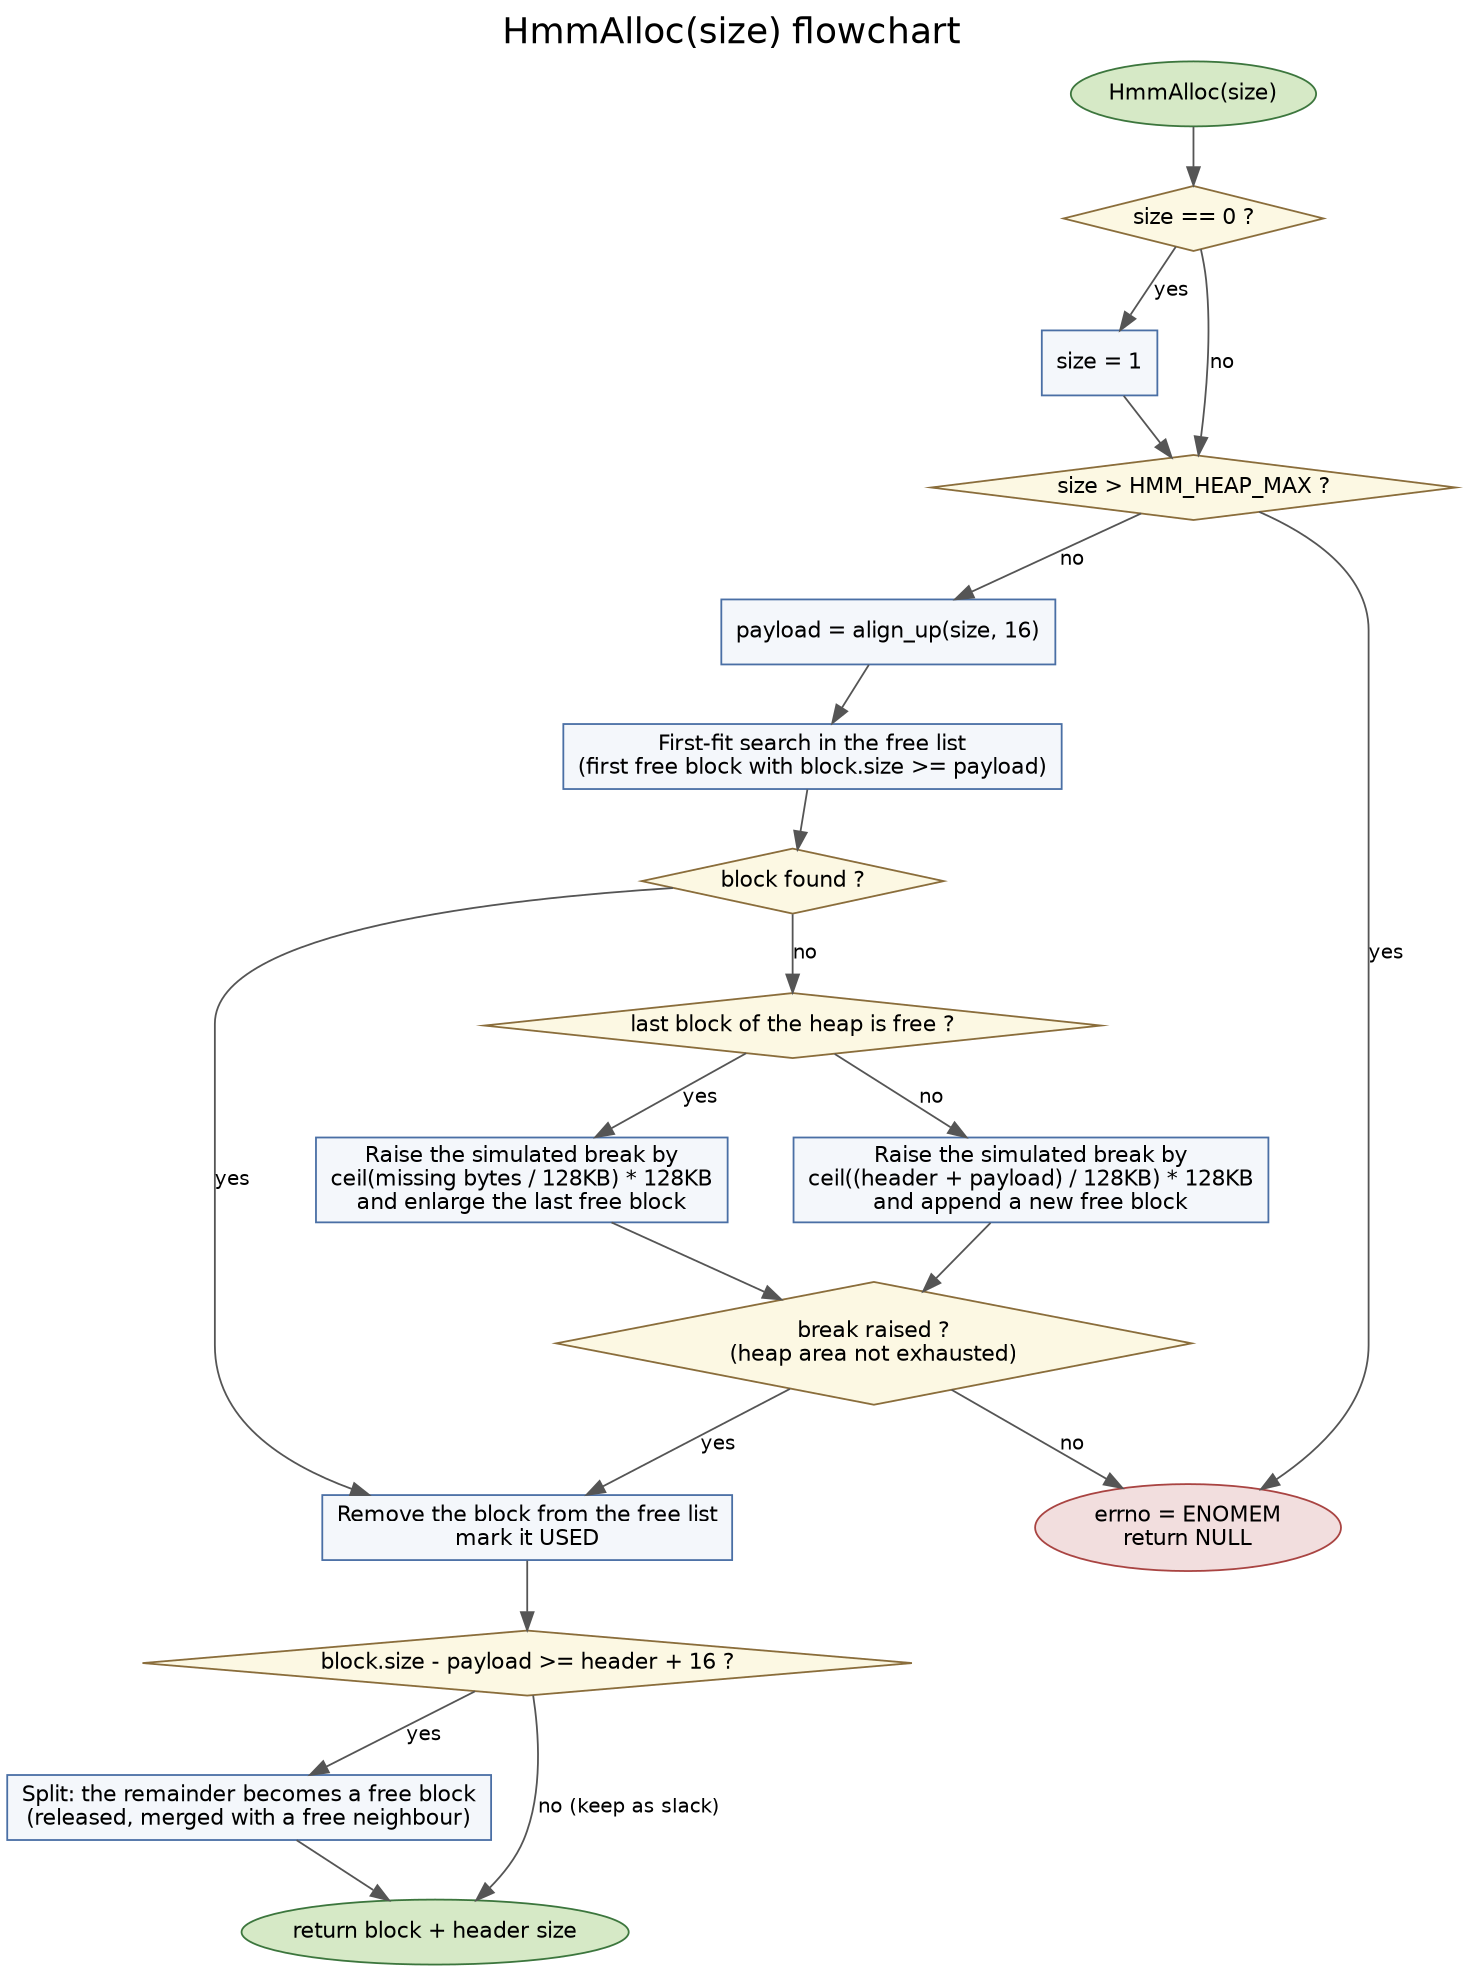 HmmAlloc(size) flowchart
HmmAlloc(size)
size == 0 ?
yes
size = 1
no
size > HMM_HEAP_MAX ?
no
payload = align_up(size, 16)
First-fit search in the free list
(first free block with block.size >= payload)
block found ?
no
yes
last block of the heap is free ?
yes
no
Raise the simulated break by
ceil(missing bytes / 128KB) * 128KB
and enlarge the last free block
Raise the simulated break by
ceil((header + payload) / 128KB) * 128KB
and append a new free block
yes
break raised ?
(heap area not exhausted)
yes
no
Remove the block from the free list
mark it USED
errno = ENOMEM
return NULL
block.size - payload >= header + 16 ?
yes
Split: the remainder becomes a free block
(released, merged with a free neighbour)
no (keep as slack)
return block + header size